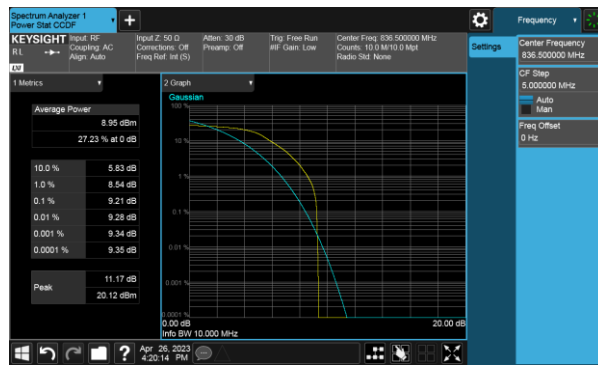 Spectrum Analyzer 1
Power Stat CCDF
Frequency
KEYSIGHT
RL
Input: RF
Coupling: AC
Align: Auto
Input Z: 50 Ω
Corrections: Off
Freq Ref: Int (S)
Atten: 30 dB
Preamp: Off
Trig: Free Run
#IF Gain: Low
Center Freq: 836.500000 MHz
Counts: 10.0 M/10.0 Mpt
Radio Std: None
LXI
Settings
Center Frequency
836.500000 MHz
CF Step
5.000000 MHz
Auto
Man
Freq Offset
0 Hz
1 Metrics
Average Power
8.95 dBm
27.23 % at 0 dB
10.0 % 5.83 dB
1.0 % 8.54 dB
0.1 % 9.21 dB
0.01 % 9.28 dB
0.001 % 9.34 dB
0.0001 % 9.35 dB
Peak
11.17 dB
20.12 dBm
2 Graph
Gaussian
100 %
10 %
1 %
0.1 %
0.01 %
0.001 %
0.0001 %
0.00 dB
20.00 dB
Info BW 10.000 MHz
?
Apr 26, 2023
4:20:14 PM